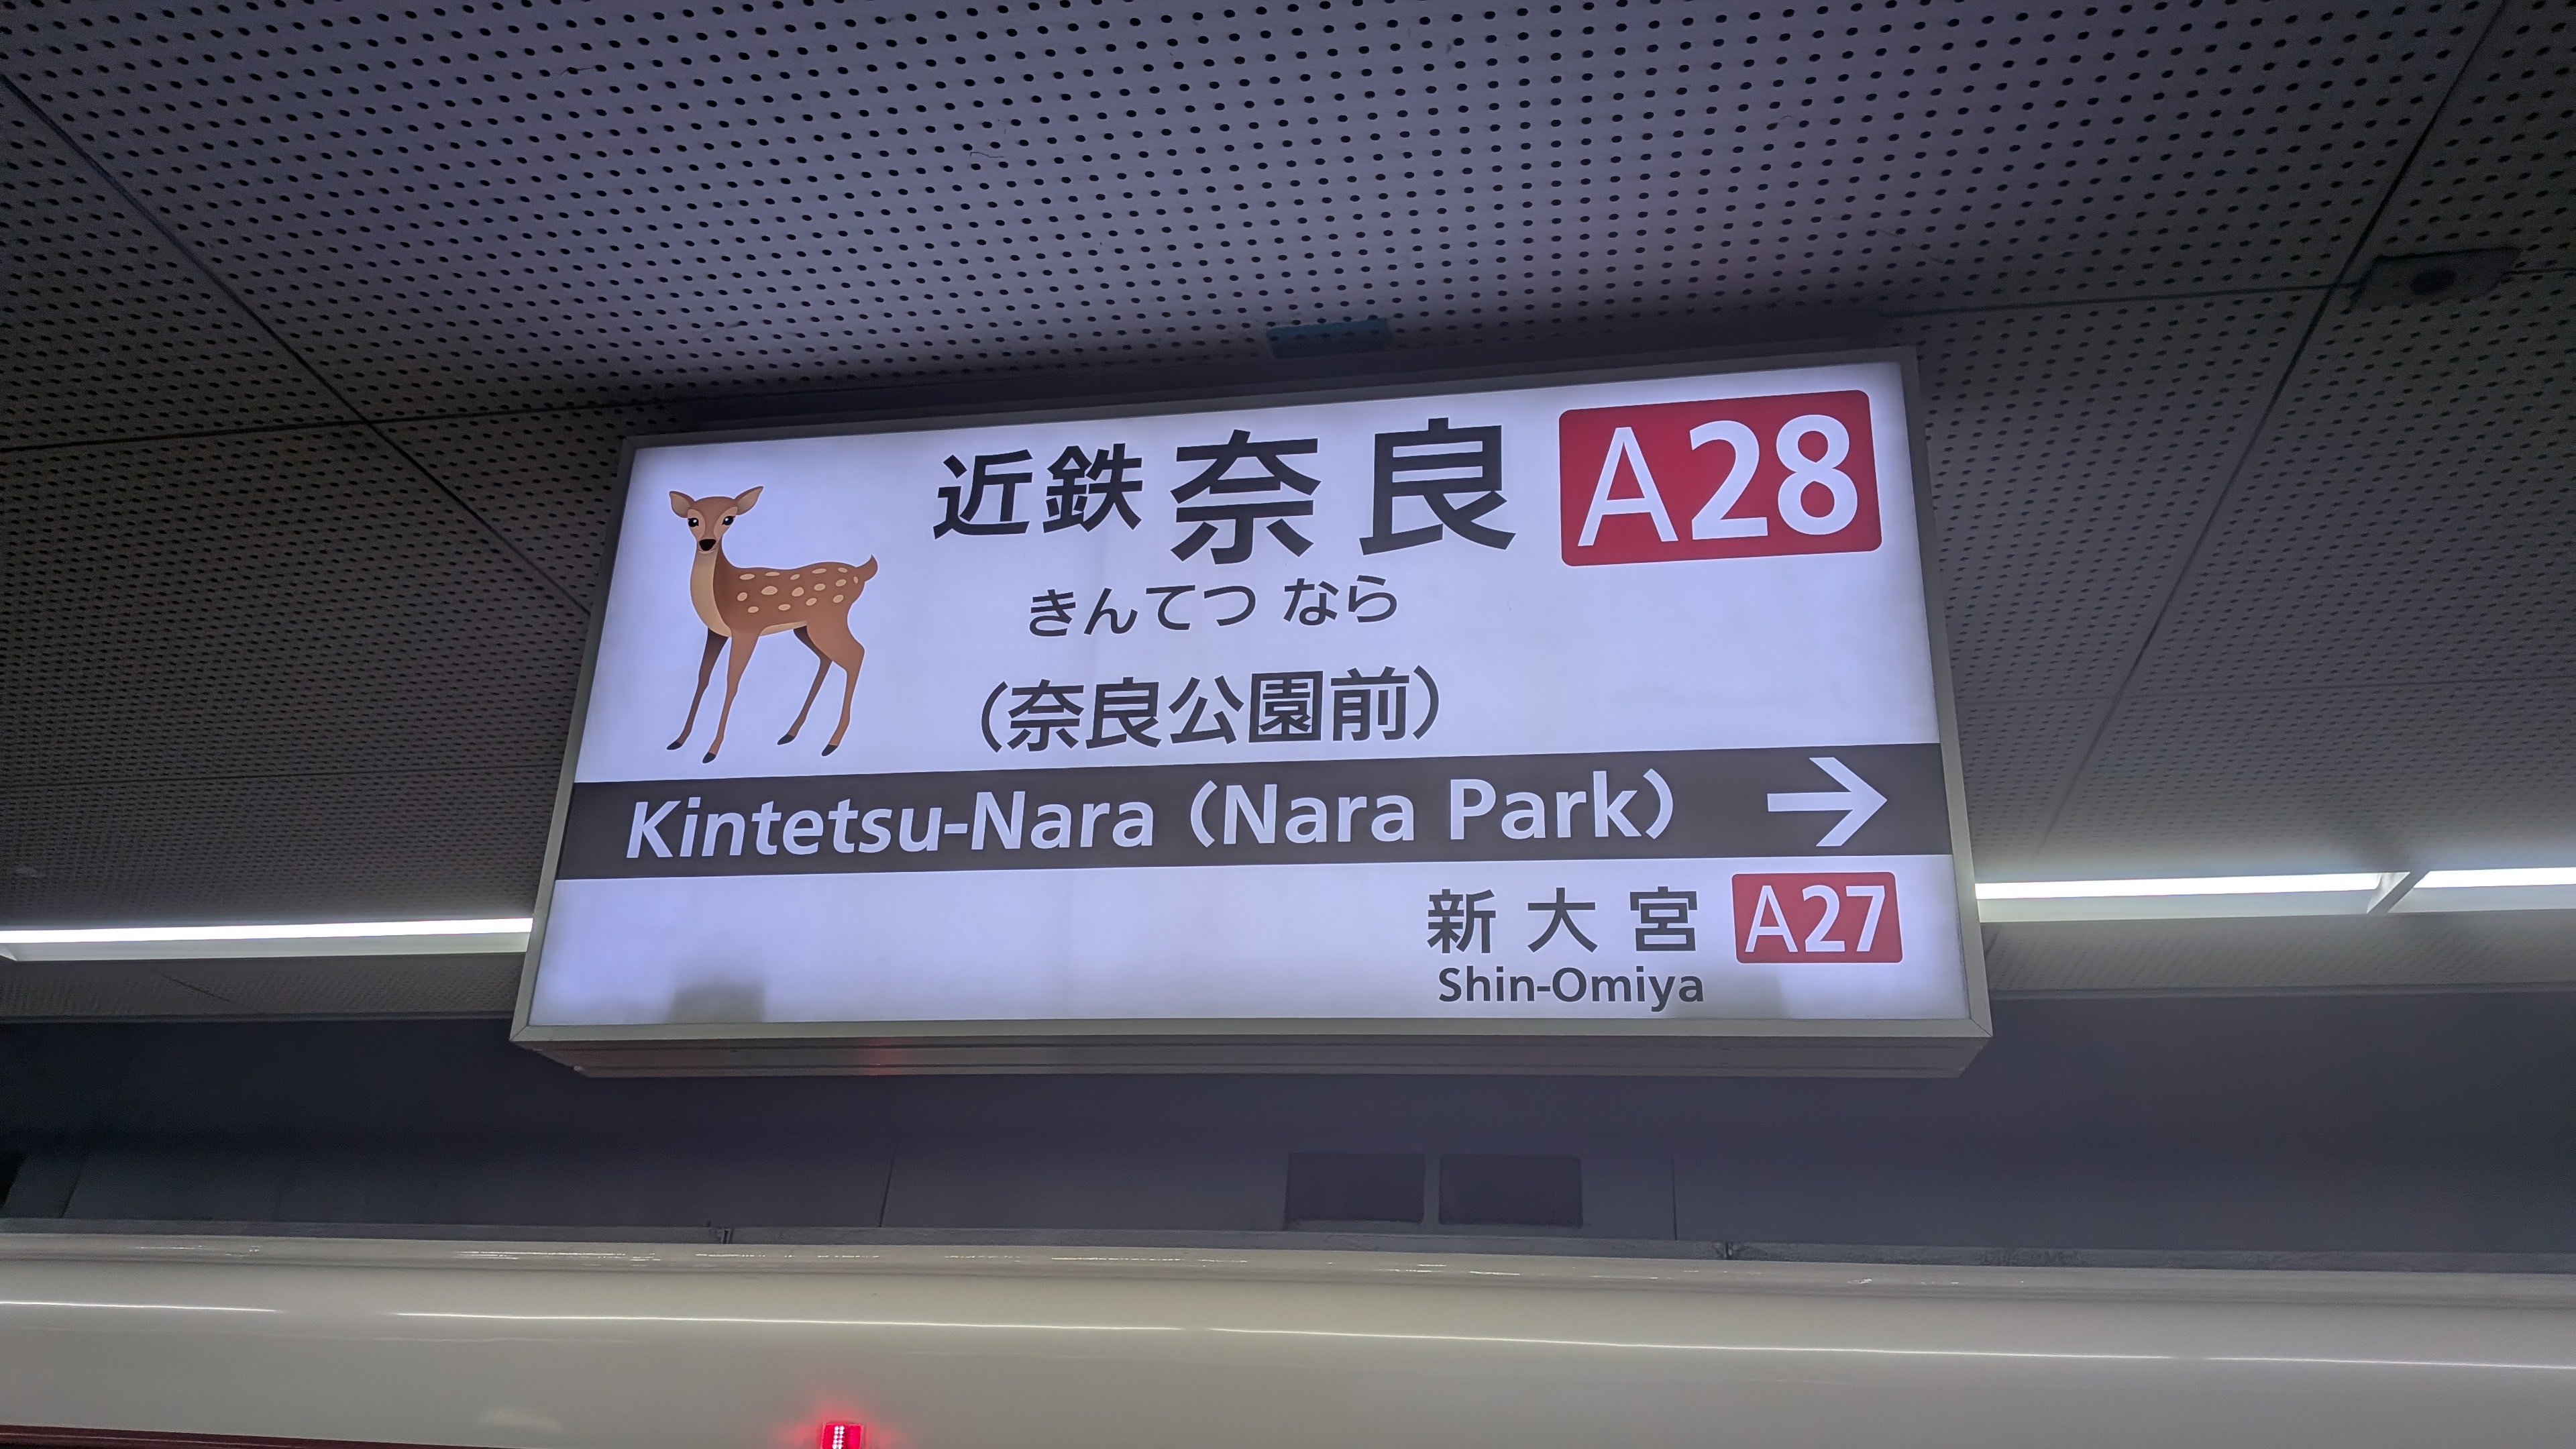 近鉄 奈良 A28
きんてつ なら
（奈良公園前）
Kintetsu-Nara (Nara Park) →
新大宮 A27
Shin-Omiya